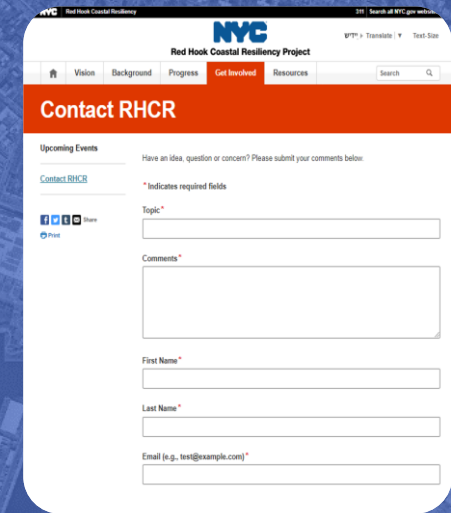 NYC Red Hook Coastal Resiliency 311 Search all NYC.gov websites
NYC
Red Hook Coastal Resiliency Project
ייִדיש ▸ Translate | ▼ Text-Size
Vision Background Progress Get Involved Resources Search
Contact RHCR
Upcoming Events
Contact RHCR
Share
Print
Have an idea, question or concern? Please submit your comments below.
* Indicates required fields
Topic*
Comments*
First Name*
Last Name*
Email (e.g., test@example.com)*